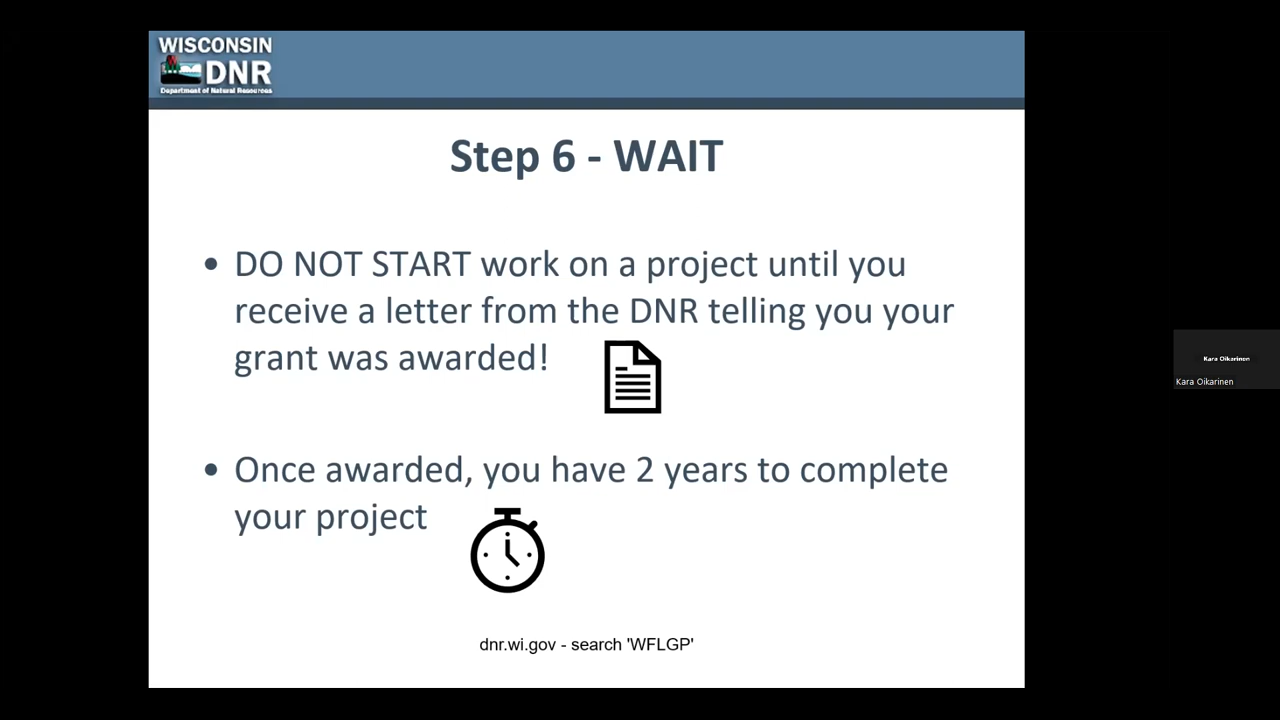 WISCONSIN
DNR
Department of Natural Resources
Step 6 - WAIT
• DO NOT START work on a project until you
receive a letter from the DNR telling you your
grant was awarded!
• Once awarded, you have 2 years to complete
your project
dnr.wi.gov - search 'WFLGP'
Kara Oikarinen
Kara Oikarinen